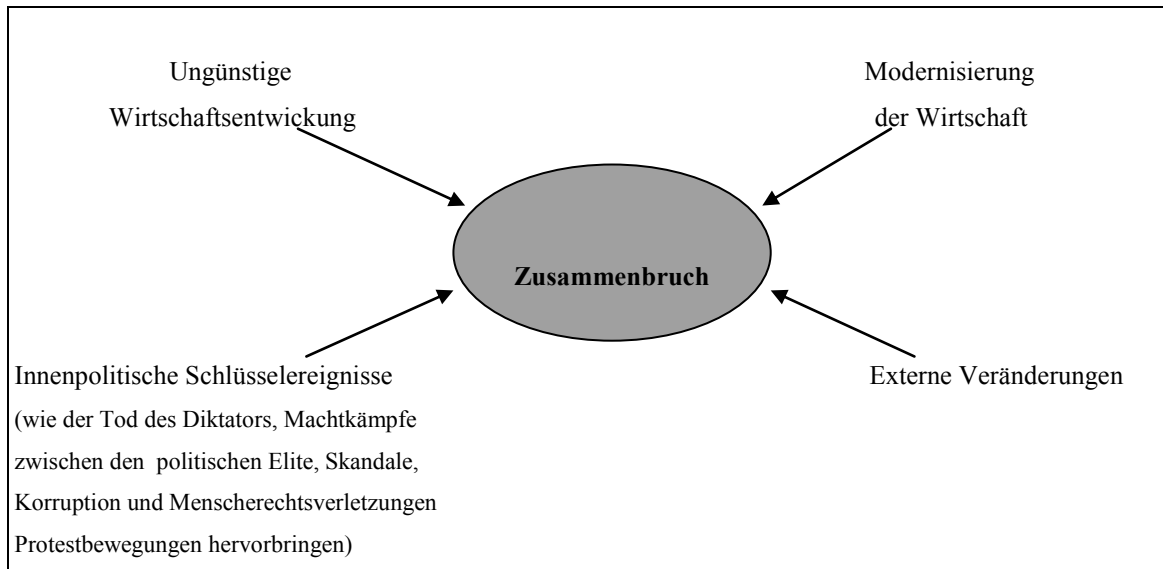 Ungünstige
Wirtschaftsentwickung
Modernisierung
der Wirtschaft
Zusammenbruch
Innenpolitische Schlüsselereignisse
(wie der Tod des Diktators, Machtkämpfe
zwischen den politischen Elite, Skandale,
Korruption und Menscherechtsverletzungen
Protestbewegungen hervorbringen)
Externe Veränderungen